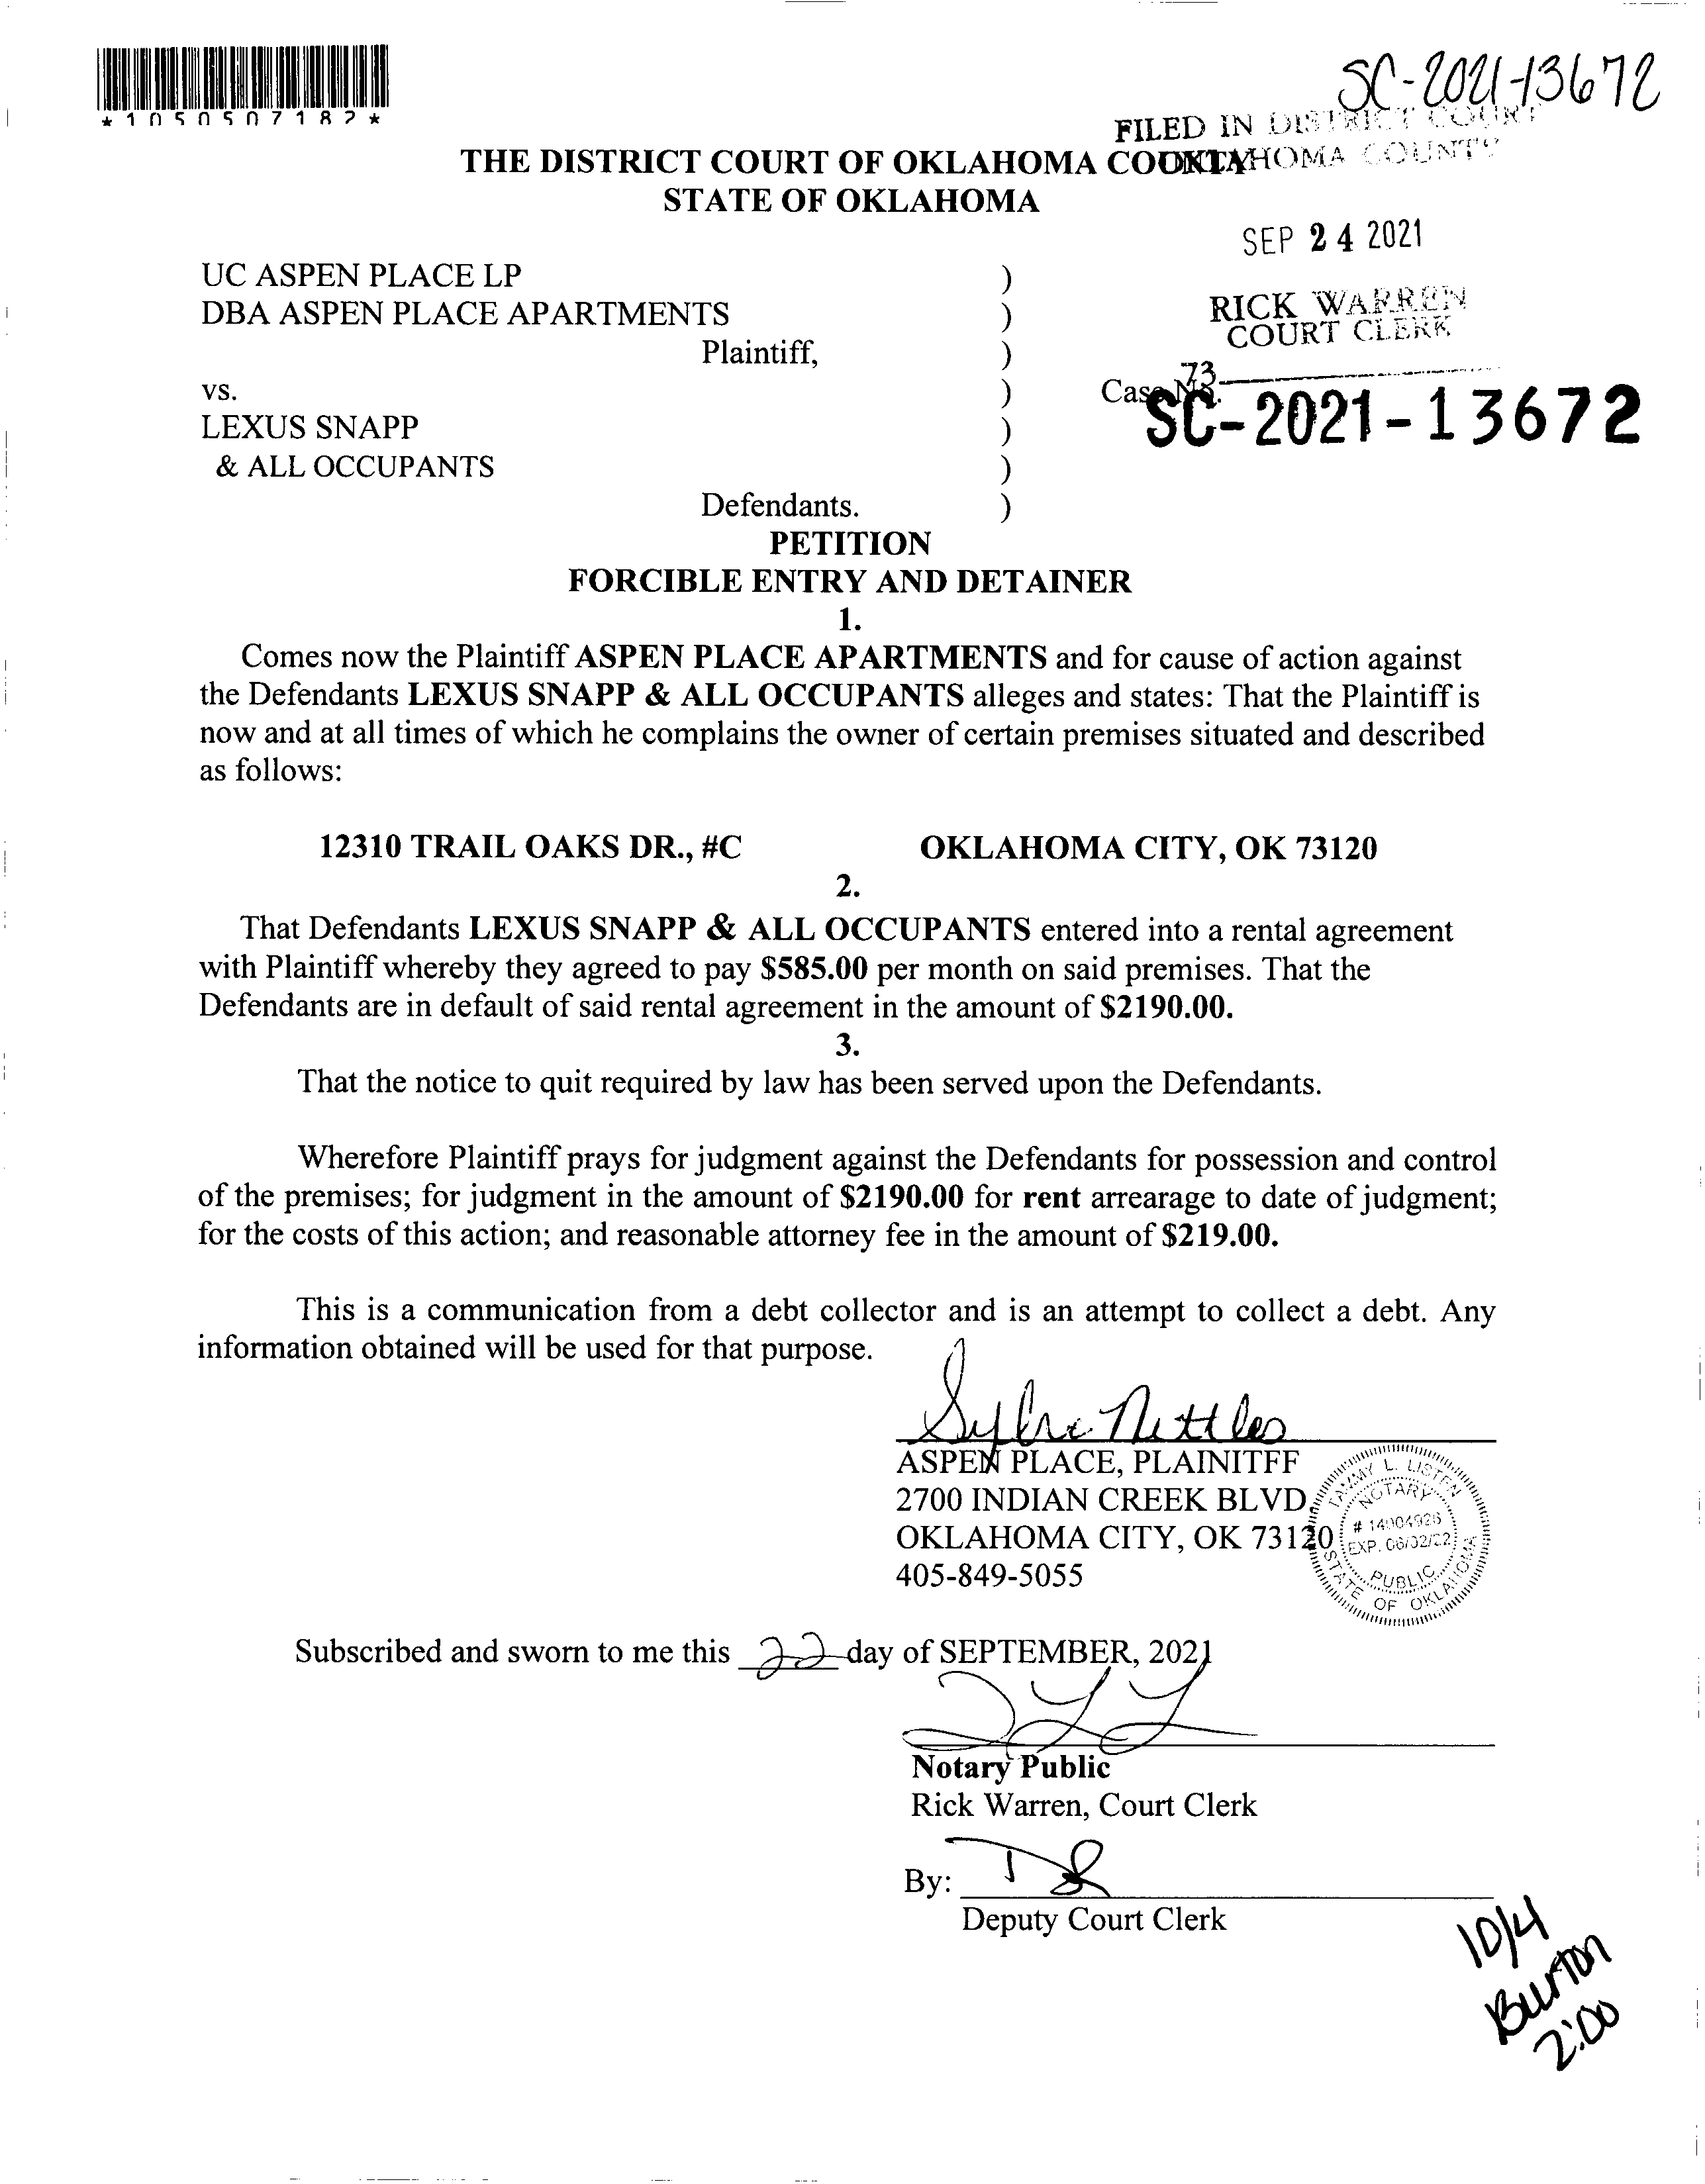 SC-2021-13672
*1050507182*
FILED IN DISTRICT COURT
OKLAHOMA COUNTY
THE DISTRICT COURT OF OKLAHOMA COUNTY
STATE OF OKLAHOMA
SEP 24 2021
UC ASPEN PLACE LP )
DBA ASPEN PLACE APARTMENTS )
RICK WARREN
COURT CLERK
Plaintiff, )
73
vs. ) Case No.
SC-2021-13672
LEXUS SNAPP )
& ALL OCCUPANTS )
Defendants. )
PETITION
FORCIBLE ENTRY AND DETAINER
1.
Comes now the Plaintiff ASPEN PLACE APARTMENTS and for cause of action against
the Defendants LEXUS SNAPP & ALL OCCUPANTS alleges and states: That the Plaintiff is
now and at all times of which he complains the owner of certain premises situated and described
as follows:
12310 TRAIL OAKS DR., #C OKLAHOMA CITY, OK 73120
2.
That Defendants LEXUS SNAPP & ALL OCCUPANTS entered into a rental agreement
with Plaintiff whereby they agreed to pay $585.00 per month on said premises. That the
Defendants are in default of said rental agreement in the amount of $2190.00.
3.
That the notice to quit required by law has been served upon the Defendants.
Wherefore Plaintiff prays for judgment against the Defendants for possession and control
of the premises; for judgment in the amount of $2190.00 for rent arrearage to date of judgment;
for the costs of this action; and reasonable attorney fee in the amount of $219.00.
This is a communication from a debt collector and is an attempt to collect a debt. Any
information obtained will be used for that purpose.
Nettles
ASPEN PLACE, PLAINITFF
2700 INDIAN CREEK BLVD.
OKLAHOMA CITY, OK 73120
405-849-5055
TAMMY L. LISTEN
NOTARY
# 14004926
EXP. 06/02/22
PUBLIC
STATE OF OKLAHOMA
Subscribed and sworn to me this 22 day of SEPTEMBER, 2021
Notary Public
Rick Warren, Court Clerk
By:
Deputy Court Clerk
10/4
Burton
2:00